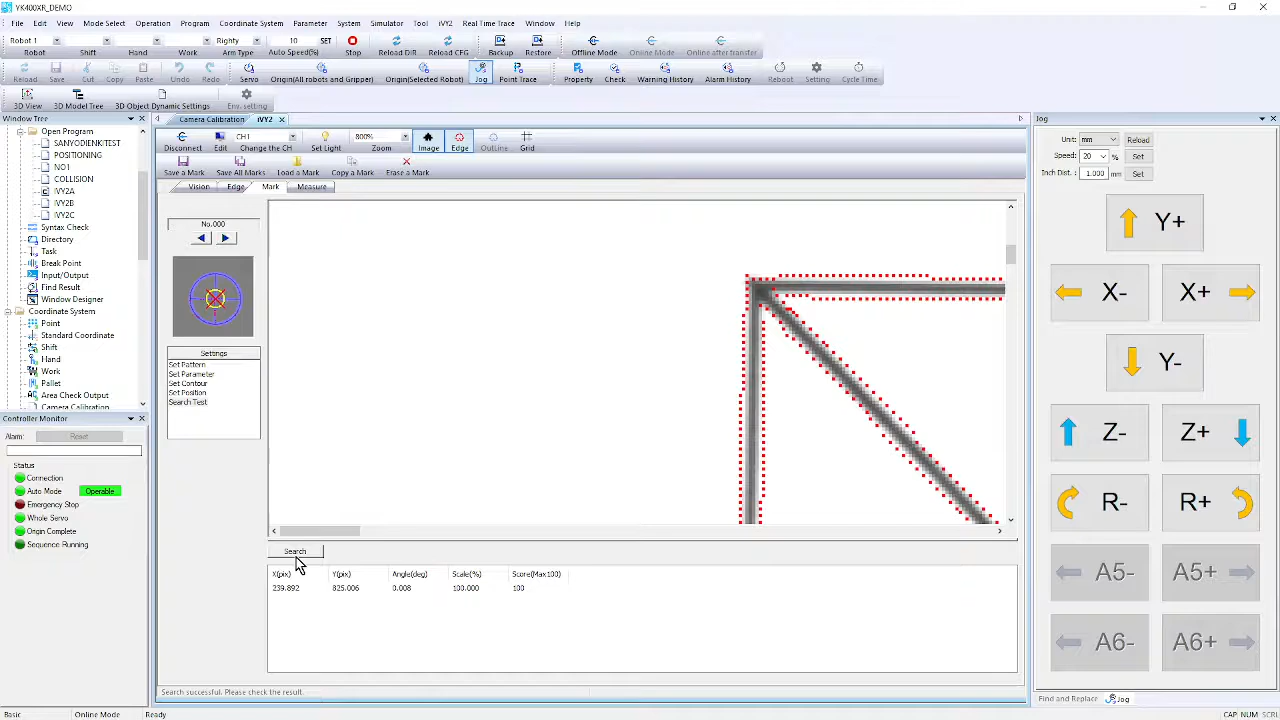 YK400XR_DEMO
File Edit View Mode Select Operation Program Coordinate System Parameter System Simulator Tool iVY2 Real Time Trace Window Help
Robot 1 Righty 10 SET
Robot Shift Hand Work Arm Type Auto Speed(%) Stop Reload DIR Reload CFG Backup Restore Offline Mode Online Mode Online after transfer
Reload Save Cut Copy Paste Undo Redo Servo Origin(All robots and Gripper) Origin(Selected Robot) Jog Point Trace Property Check Warning History Alarm History Reboot Setting Cycle Time
3D View 3D Model Tree 3D Object Dynamic Settings Env.setting
Window Tree
Open Program
SANYODENKITEST
POSITIONING
NO1
COLLISION
IVY2A
IVY2B
IVY2C
Syntax Check
Directory
Task
Break Point
Input/Output
Find Result
Window Designer
Coordinate System
Point
Standard Coordinate
Shift
Hand
Work
Pallet
Area Check Output
Camera Calibration
Controller Monitor
Alarm: Reset
Status
Connection
Auto Mode Operable
Emergency Stop
Whole Servo
Origin Complete
Sequence Running
Camera Calibration iVY2
CH1 800%
Disconnect Edit Change the CH Set Light Zoom Image Edge OutLine Grid
Save a Mark Save All Marks Load a Mark Copy a Mark Erase a Mark
Vision Edge Mark Measure
No.000
Settings
Set Pattern
Set Parameter
Set Contour
Set Position
Search Test
Search
X(pix) Y(pix) Angle(deg) Scale(%) Score(Max100)
239.892 825.006 0.008 100.000 100
Search successful. Please check the result.
Jog
Unit: mm Reload
Speed: 20 % Set
Inch Dist.: 1.000 mm Set
Y+
X- X+
Y-
Z- Z+
R- R+
A5- A5+
A6- A6+
Find and Replace Jog
Basic Online Mode Ready CAP NUM SCRL